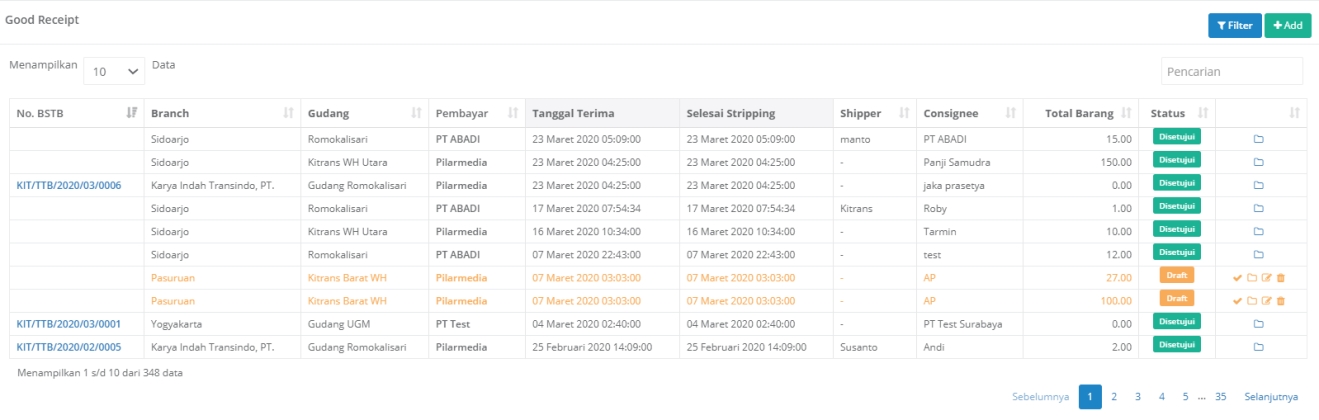 Good Receipt
Filter + Add
Menampilkan 10 Data Pencarian
No. BSTB Branch Gudang Pembayar Tanggal Terima Selesai Stripping Shipper Consignee Total Barang Status
Sidoarjo Romokalisari PT ABADI 23 Maret 2020 05:09:00 23 Maret 2020 05:09:00 manto PT ABADI 15.00 Disetujui
Sidoarjo Kitrans WH Utara Pilarmedia 23 Maret 2020 04:25:00 23 Maret 2020 04:25:00 - Panji Samudra 150.00 Disetujui
KIT/TTB/2020/03/0006 Karya Indah Transindo, PT. Gudang Romokalisari Pilarmedia 23 Maret 2020 04:25:00 23 Maret 2020 04:25:00 - jaka prasetya 0.00 Disetujui
Sidoarjo Romokalisari PT ABADI 17 Maret 2020 07:54:34 17 Maret 2020 07:54:34 Kitrans Roby 1.00 Disetujui
Sidoarjo Kitrans WH Utara Pilarmedia 16 Maret 2020 10:34:00 16 Maret 2020 10:34:00 - Tarmin 10.00 Disetujui
Sidoarjo Romokalisari PT ABADI 07 Maret 2020 22:43:00 07 Maret 2020 22:43:00 - test 12.00 Disetujui
Pasuruan Kitrans Barat WH Pilarmedia 07 Maret 2020 03:03:00 07 Maret 2020 03:03:00 - AP 27.00 Draft
Pasuruan Kitrans Barat WH Pilarmedia 07 Maret 2020 03:03:00 07 Maret 2020 03:03:00 - AP 100.00 Draft
KIT/TTB/2020/03/0001 Yogyakarta Gudang UGM PT Test 04 Maret 2020 02:40:00 04 Maret 2020 02:40:00 - PT Test Surabaya 0.00 Disetujui
KIT/TTB/2020/02/0005 Karya Indah Transindo, PT. Gudang Romokalisari Pilarmedia 25 Februari 2020 14:09:00 25 Februari 2020 14:09:00 Susanto Andi 2.00 Disetujui
Menampilkan 1 s/d 10 dari 348 data
Sebelumnya 1 2 3 4 5 ... 35 Selanjutnya